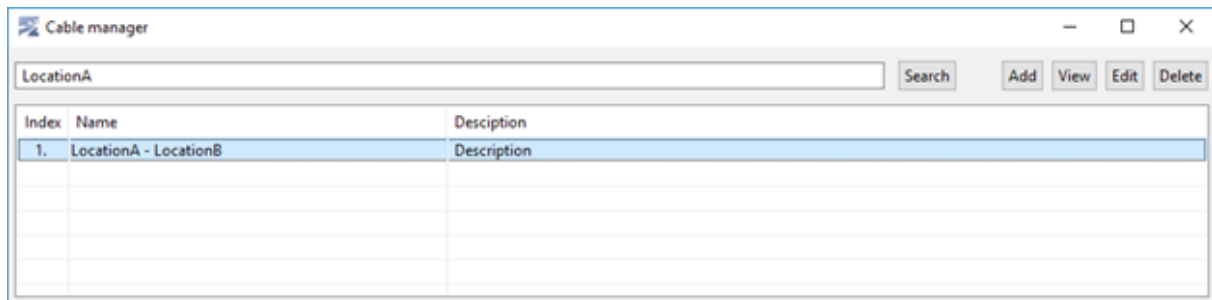 Cable manager
LocationA Search Add View Edit Delete
Index Name Desciption
1. LocationA - LocationB Description